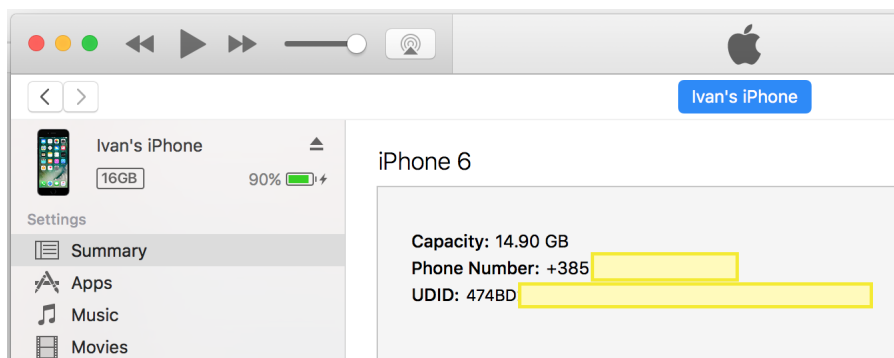 Ivan's iPhone
Ivan's iPhone
16GB
90%
iPhone 6
Settings
Summary
Apps
Music
Movies
Capacity: 14.90 GB
Phone Number: +385
UDID: 474BD